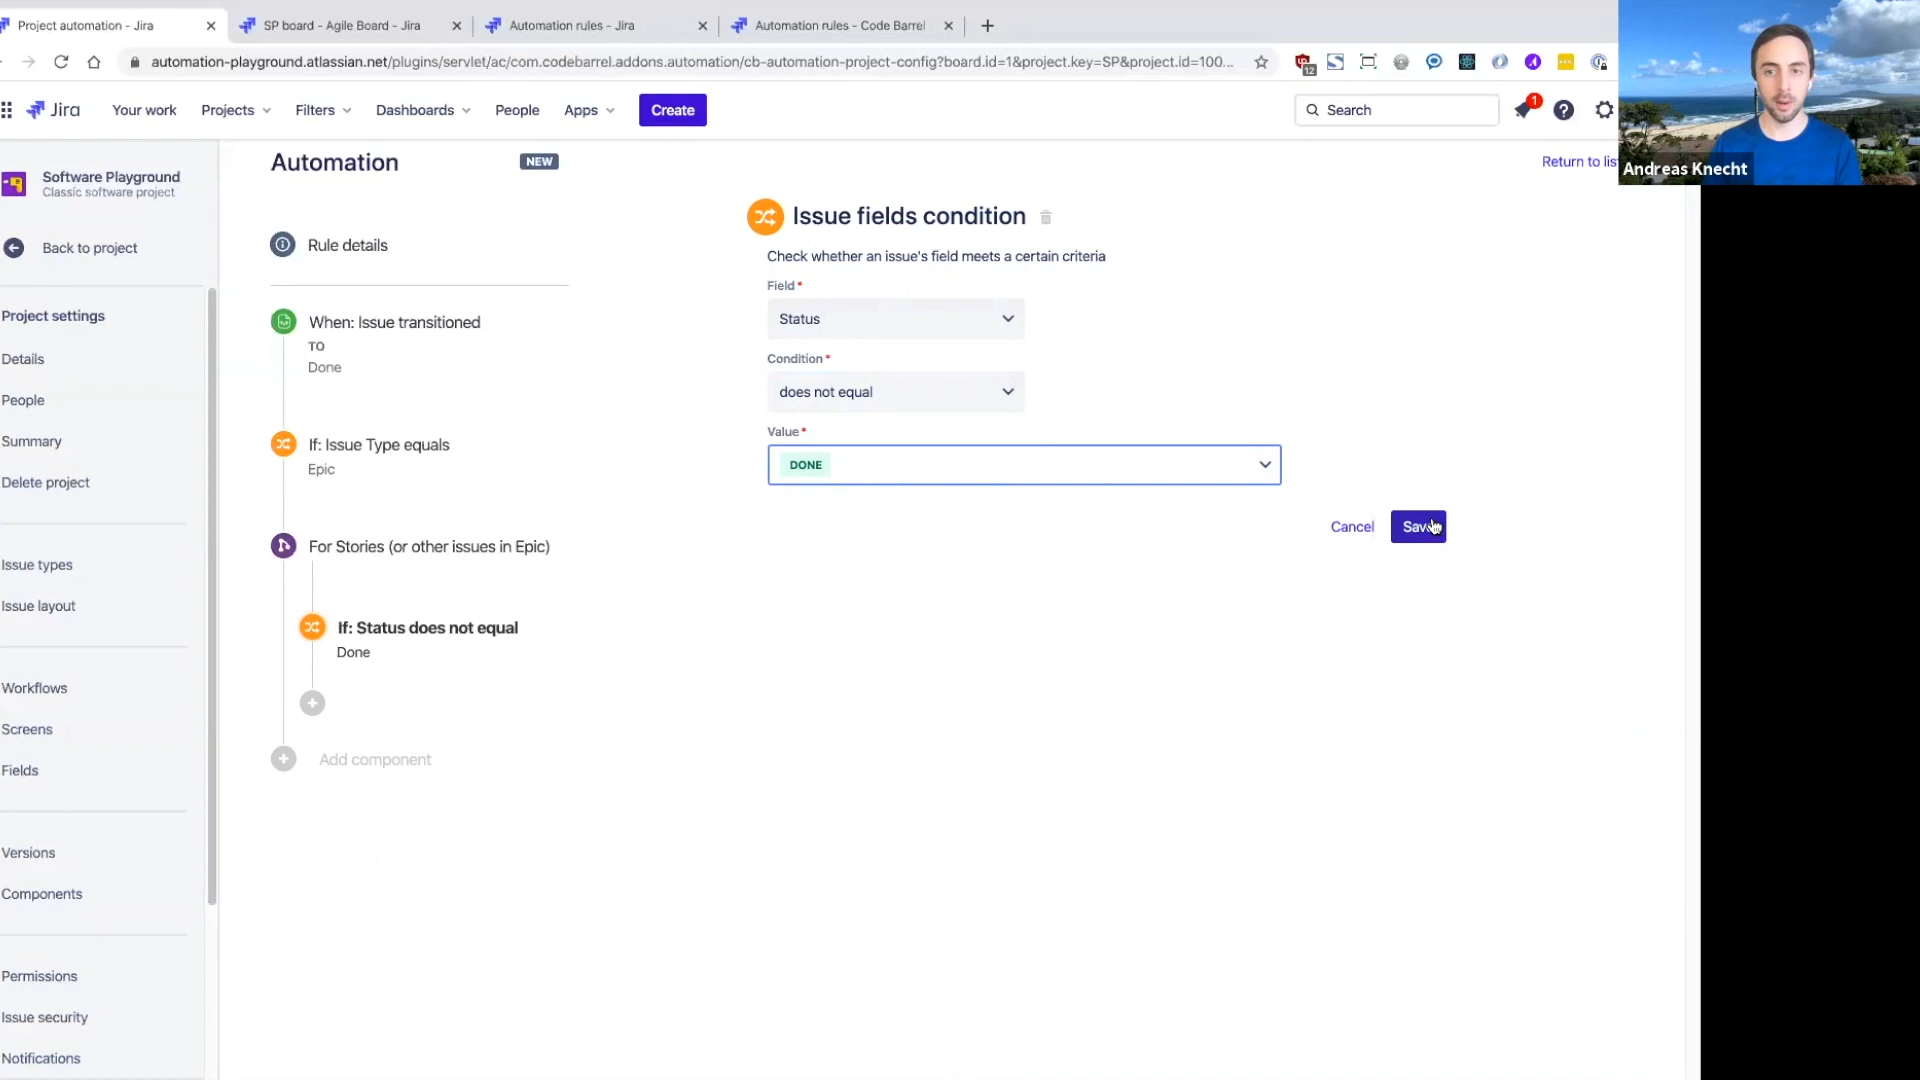 Project automation - Jira
SP board - Agile Board - Jira
Automation rules - Jira
Automation rules - Code Barrel
automation-playground.atlassian.net/plugins/servlet/ac/com.codebarrel.addons.automation/cb-automation-project-config?board.id=1&project.key=SP&project.id=100...
12
Jira
Your work
Projects
Filters
Dashboards
People
Apps
Create
Search
1
Andreas Knecht
Software Playground
Classic software project
Back to project
Project settings
Details
People
Summary
Delete project
Issue types
Issue layout
Workflows
Screens
Fields
Versions
Components
Permissions
Issue security
Notifications
Automation
NEW
Return to lis
Rule details
When: Issue transitioned
TO
Done
If: Issue Type equals
Epic
For Stories (or other issues in Epic)
If: Status does not equal
Done
Add component
Issue fields condition
Check whether an issue's field meets a certain criteria
Field *
Status
Condition *
does not equal
Value *
DONE
Cancel
Save